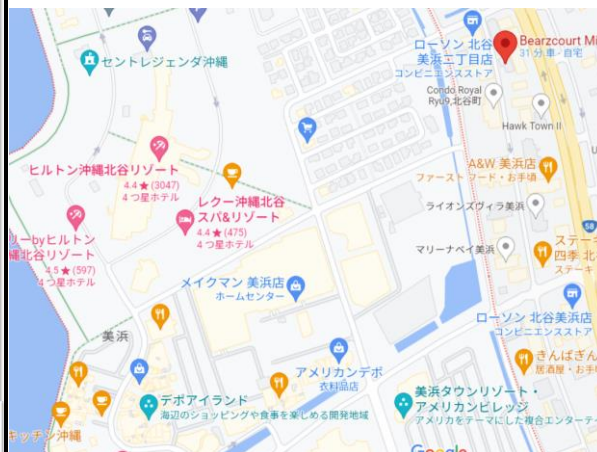 ローソン 北谷
美浜二丁目店
コンビニエンスストア
Bearzcourt Mi
31 分 車 - 自宅
セントレジェンダ沖縄
Condo Royal
Ryu9,北谷町
Hawk Town II
ヒルトン沖縄北谷リゾート
4.4★(3047)
4 つ星ホテル
A&W 美浜店
ファースト フード・お手頃
レクー沖縄北谷
スパ&リゾート
4.4★(475)
4 つ星ホテル
ライオンズヴィラ美浜
リーbyヒルトン
縄北谷リゾート
4.5★(597)
4 つ星ホテル
58
マリーナベイ美浜
ステーキ
四季 北
ステーキ
メイクマン 美浜店
ホームセンター
ローソン 北谷美浜店
コンビニエンスストア
美浜
きんぱぎん
居酒屋・お手
アメリカンデポ
衣料品店
デポアイランド
海辺のショッピングや食事を楽しめる開発地域
美浜タウンリゾート・
アメリカンビレッジ
アメリカをテーマにした複合エンターテイ
キッチン沖縄
Google